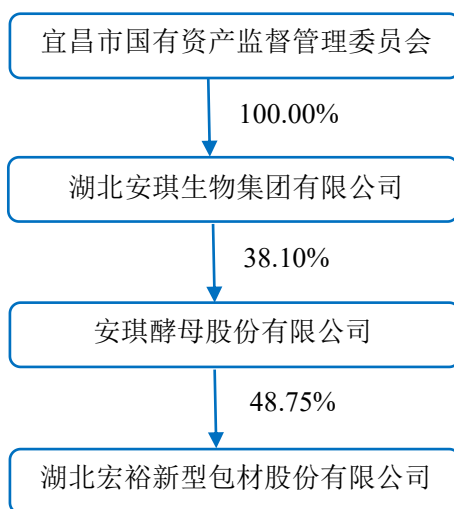 宜昌市国有资产监督管理委员会
100.00%
湖北安琪生物集团有限公司
38.10%
安琪酵母股份有限公司
48.75%
湖北宏裕新型包材股份有限公司